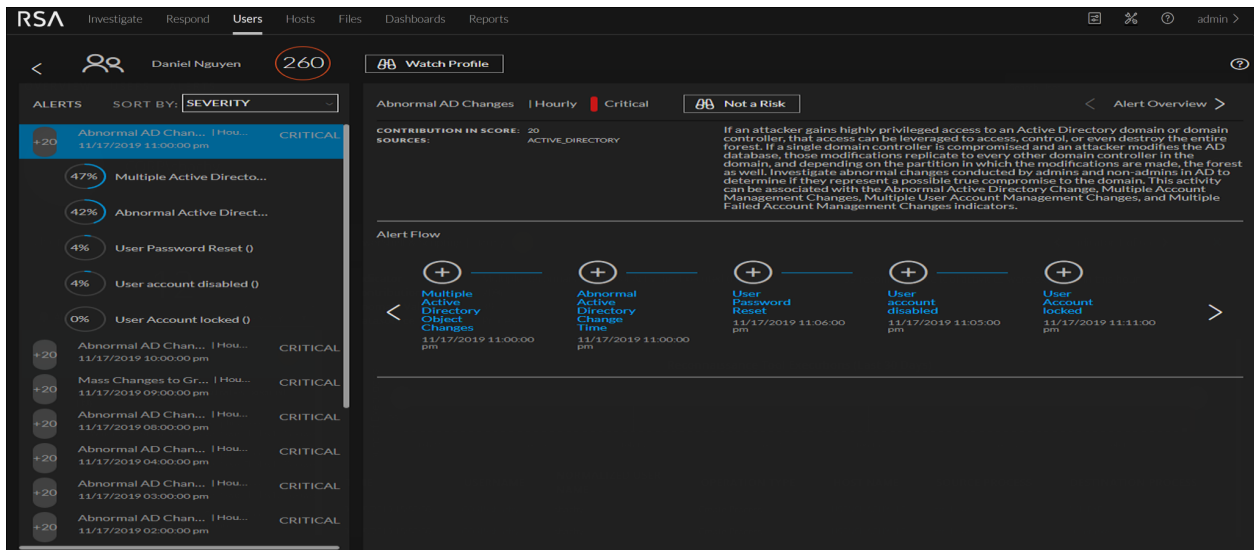 RSA Investigate Respond Users Hosts Files Dashboards Reports admin >
Daniel Nguyen 260 Watch Profile
ALERTS SORT BY: SEVERITY
+20 Abnormal AD Chan... | Hou... CRITICAL
11/17/2019 11:00:00 pm
47% Multiple Active Directo...
42% Abnormal Active Direct...
4% User Password Reset ()
4% User account disabled ()
0% User Account locked ()
+20 Abnormal AD Chan... | Hou... CRITICAL
11/17/2019 10:00:00 pm
+20 Mass Changes to Gr... | Hou... CRITICAL
11/17/2019 09:00:00 pm
+20 Abnormal AD Chan... | Hou... CRITICAL
11/17/2019 08:00:00 pm
+20 Abnormal AD Chan... | Hou... CRITICAL
11/17/2019 04:00:00 pm
+20 Abnormal AD Chan... | Hou... CRITICAL
11/17/2019 03:00:00 pm
+20 Abnormal AD Chan... | Hou... CRITICAL
11/17/2019 02:00:00 pm
Abnormal AD Changes | Hourly Critical Not a Risk < Alert Overview >
CONTRIBUTION IN SCORE: 20
SOURCES: ACTIVE_DIRECTORY
If an attacker gains highly privileged access to an Active Directory domain or domain
controller, that access can be leveraged to access, control, or even destroy the entire
forest. If a single domain controller is compromised and an attacker modifies the AD
database, those modifications replicate to every other domain controller in the
domain, and depending on the partition in which the modifications are made, the forest
as well. Investigate abnormal changes conducted by admins and non-admins in AD to
determine if they represent a possible true compromise to the domain. This activity
can be associated with the Abnormal Active Directory Change, Multiple Account
Management Changes, Multiple User Account Management Changes, and Multiple
Failed Account Management Changes indicators.
Alert Flow
Multiple
Active
Directory
Object
Changes
11/17/2019 11:00:00
pm
Abnormal
Active
Directory
Change
Time
11/17/2019 11:00:00
pm
User
Password
Reset
11/17/2019 11:06:00
pm
User
account
disabled
11/17/2019 11:05:00
pm
User
Account
locked
11/17/2019 11:11:00
pm